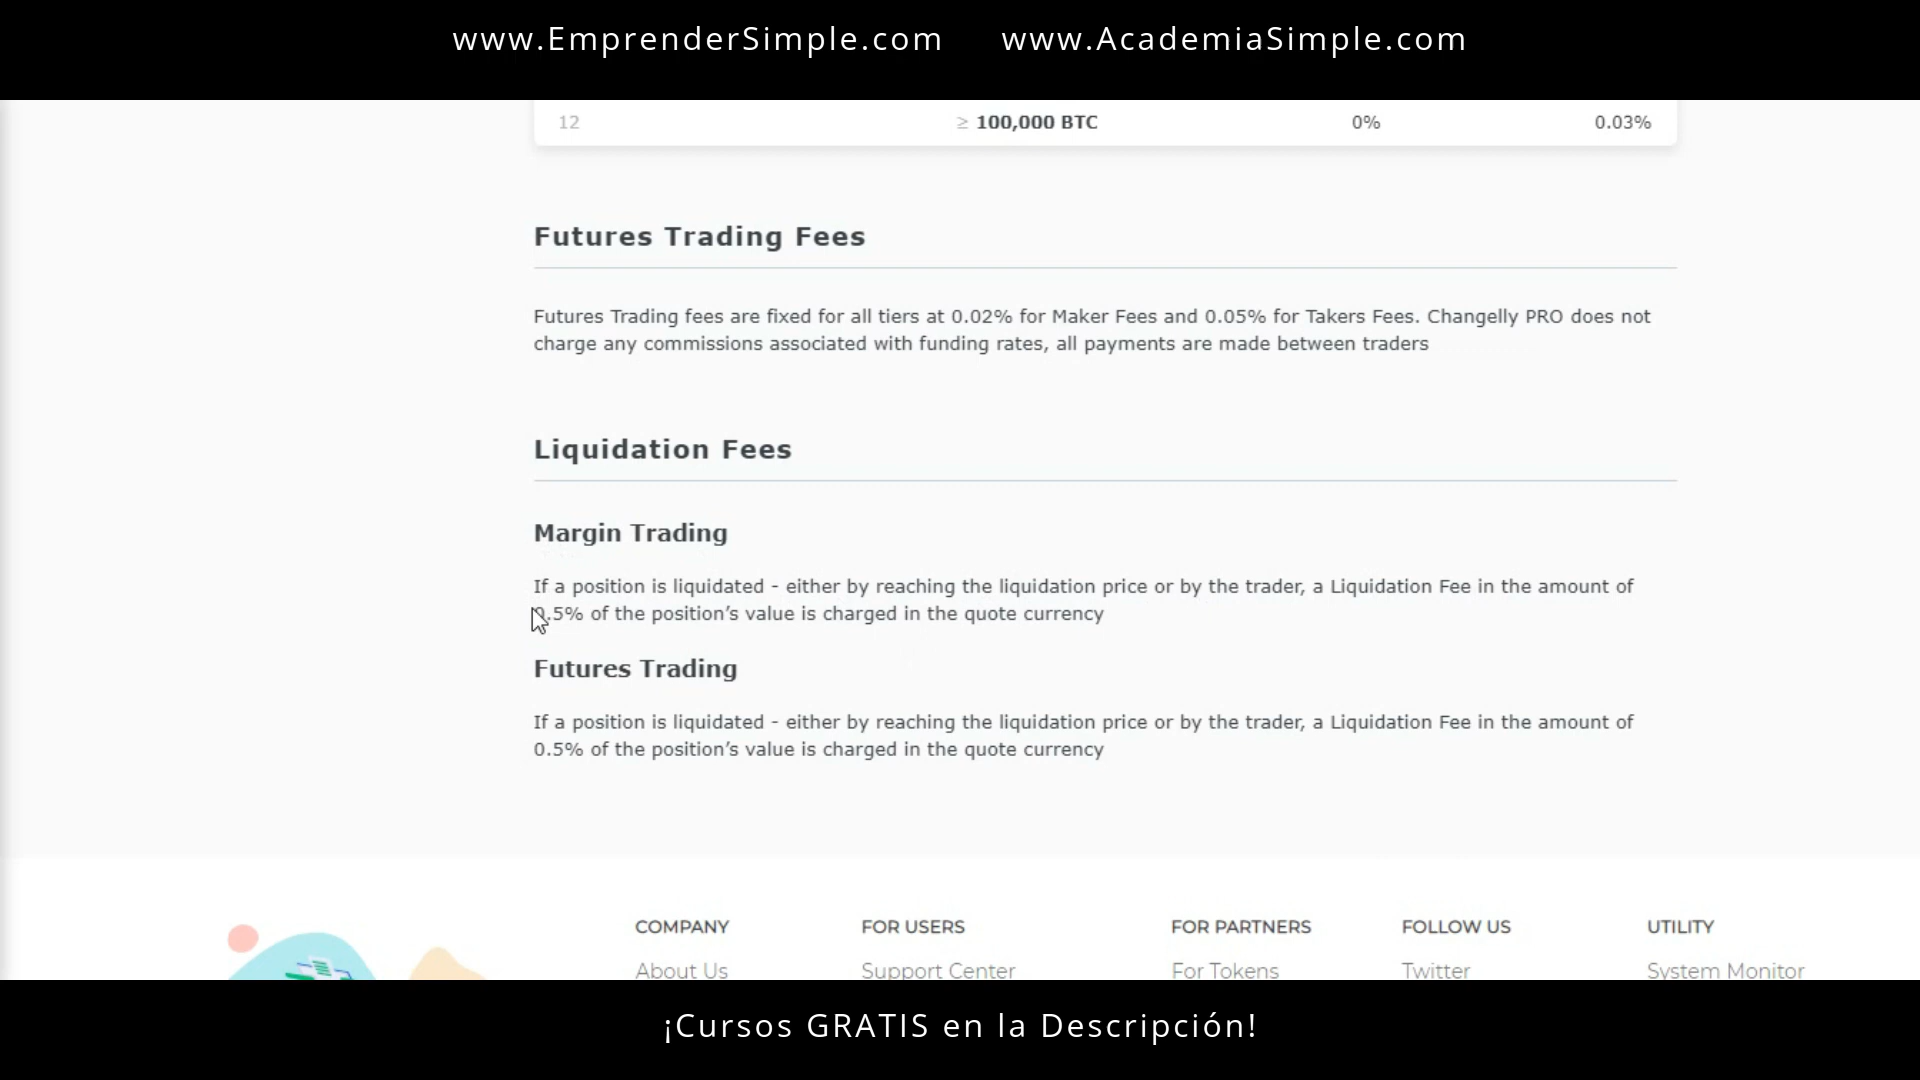 www.EmprenderSimple.com www.AcademiaSimple.com
12 ≥ 100,000 BTC 0% 0.03%
Futures Trading Fees
Futures Trading fees are fixed for all tiers at 0.02% for Maker Fees and 0.05% for Takers Fees. Changelly PRO does not
charge any commissions associated with funding rates, all payments are made between traders
Liquidation Fees
Margin Trading
If a position is liquidated - either by reaching the liquidation price or by the trader, a Liquidation Fee in the amount of
0.5% of the position’s value is charged in the quote currency
Futures Trading
If a position is liquidated - either by reaching the liquidation price or by the trader, a Liquidation Fee in the amount of
0.5% of the position’s value is charged in the quote currency
COMPANY FOR USERS FOR PARTNERS FOLLOW US UTILITY
About Us Support Center For Tokens Twitter System Monitor
¡Cursos GRATIS en la Descripción!